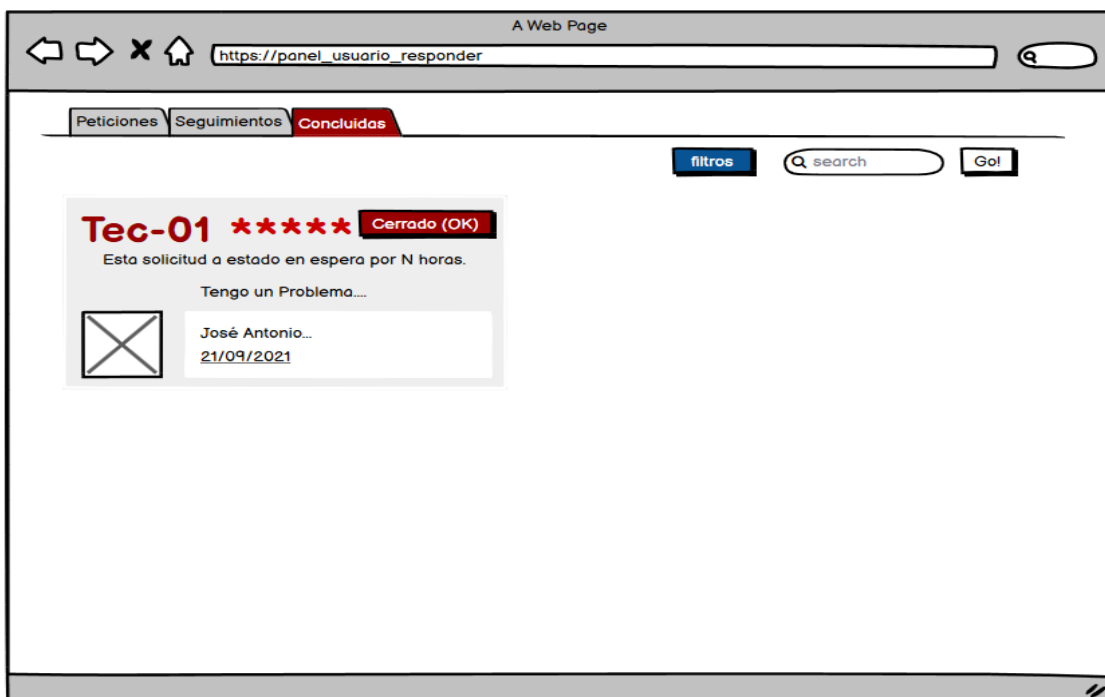 A Web Page
https://panel_usuario_responder
Peticiones Seguimientos Concluidas
filtros search Go!
Tec-01 ***** Cerrado (OK)
Esta solicitud a estado en espera por N horas.
Tengo un Problema....
José Antonio...
21/09/2021